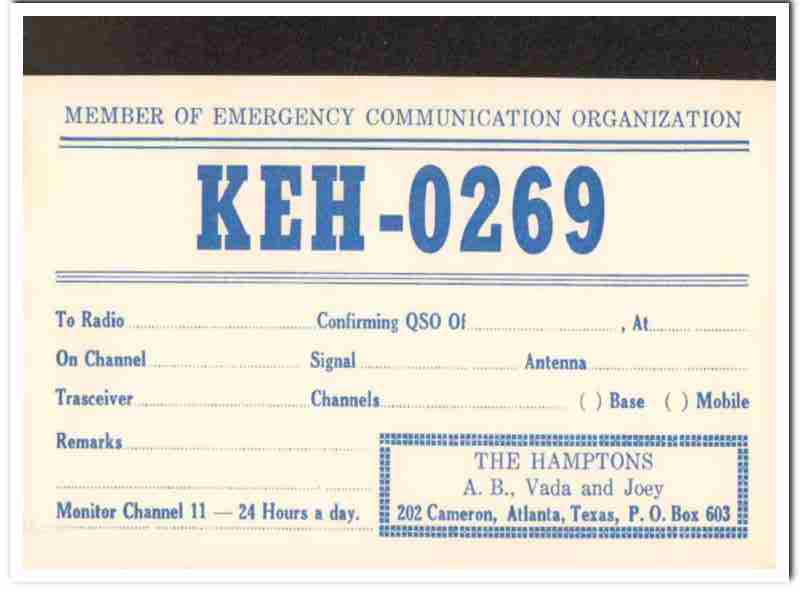 MEMBER OF EMERGENCY COMMUNICATION ORGANIZATION
KEH-0269
To Radio Confirming QSO Of , At
On Channel Signal Antenna
Trasceiver Channels ( ) Base ( ) Mobile
Remarks
THE HAMPTONS
A. B., Vada and Joey
Monitor Channel 11 — 24 Hours a day.
202 Cameron, Atlanta, Texas, P. O. Box 603